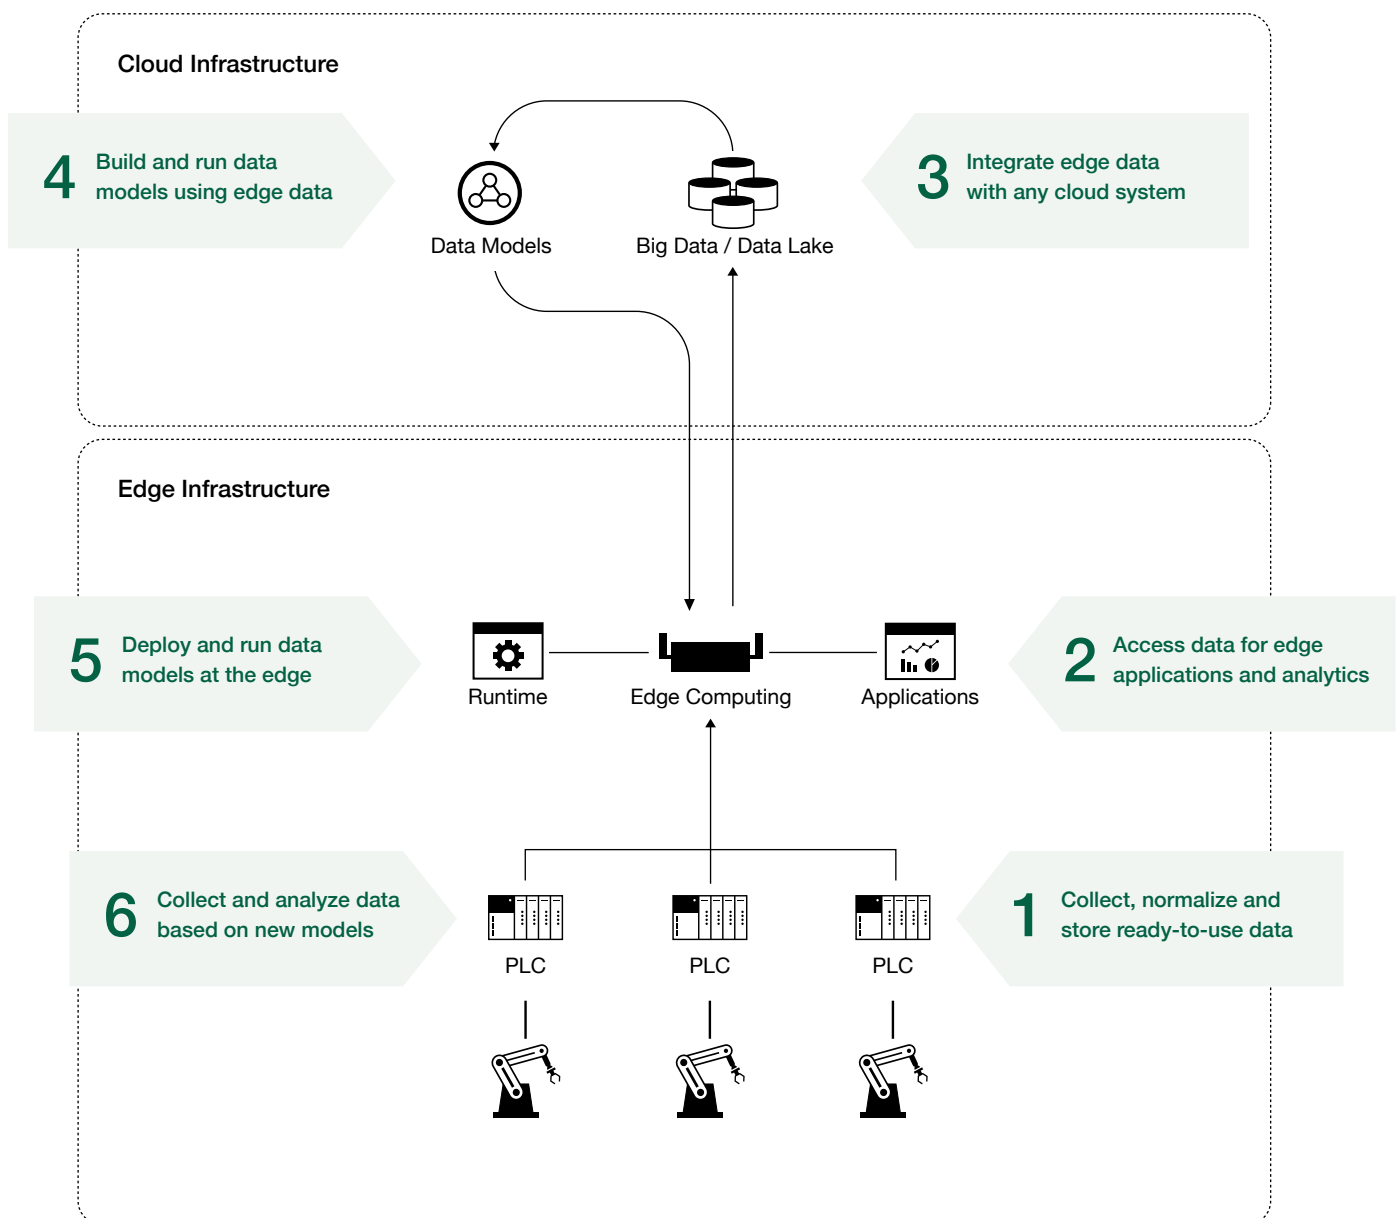 Cloud Infrastructure
4
Build and run data
models using edge data
3
Integrate edge data
with any cloud system
Data Models
Big Data / Data Lake
Edge Infrastructure
5
Deploy and run data
models at the edge
2
Access data for edge
applications and analytics
Runtime
Edge Computing
Applications
6
Collect and analyze data
based on new models
1
Collect, normalize and
store ready-to-use data
PLC
PLC
PLC